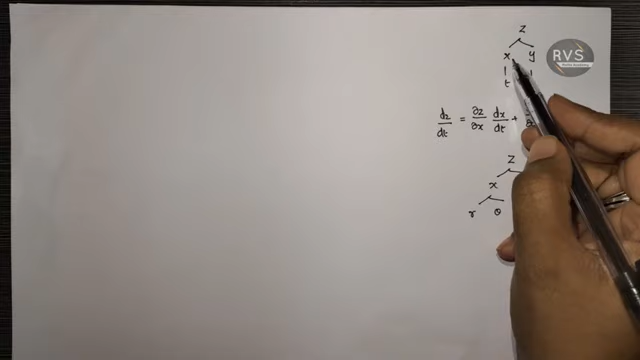 z
x y
t
dz/dt = ∂z/∂x dx/dt +
z
x
r θ
RVS